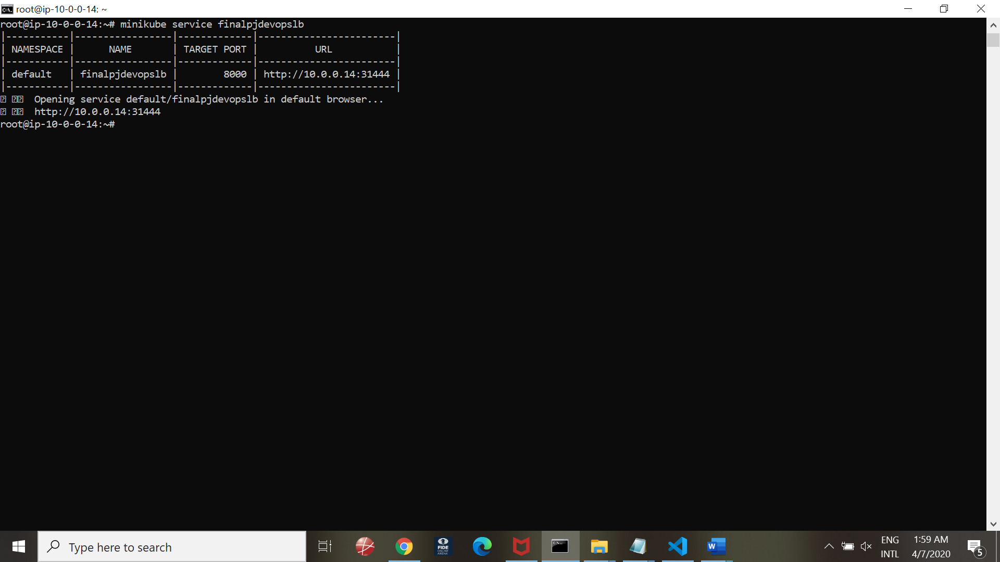 root@ip-10-0-0-14: ~
root@ip-10-0-0-14:~# minikube service finalpjdevopslb
|-----------|-----------------|-------------|------------------------|
| NAMESPACE |      NAME       | TARGET PORT |          URL           |
|-----------|-----------------|-------------|------------------------|
| default   | finalpjdevopslb |        8000 | http://10.0.0.14:31444 |
|-----------|-----------------|-------------|------------------------|
Opening service default/finalpjdevopslb in default browser...
http://10.0.0.14:31444
root@ip-10-0-0-14:~#
Type here to search
FIDE
ONLINE
ARENA
ENG
INTL
1:59 AM
4/7/2020
5